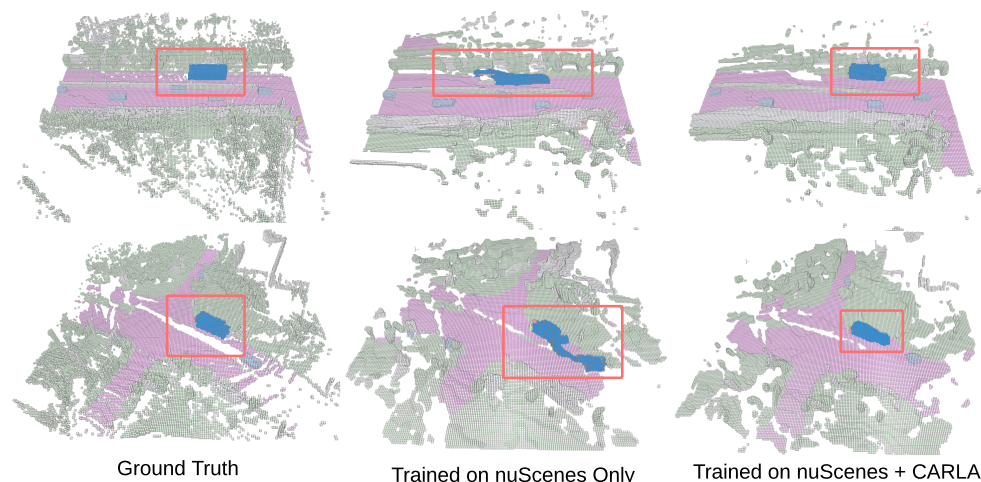 Ground Truth
Trained on nuScenes Only
Trained on nuScenes + CARLA